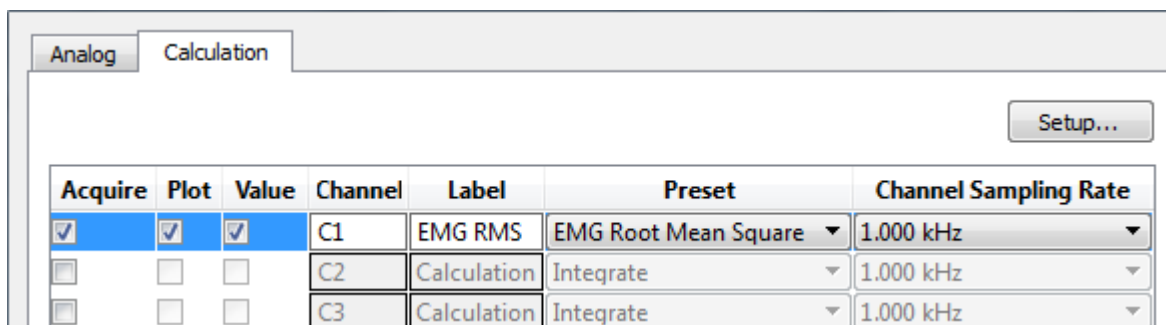 Analog Calculation
Setup...
Acquire Plot Value Channel Label Preset Channel Sampling Rate
C1 EMG RMS EMG Root Mean Square 1.000 kHz
C2 Calculation Integrate 1.000 kHz
C3 Calculation Integrate 1.000 kHz